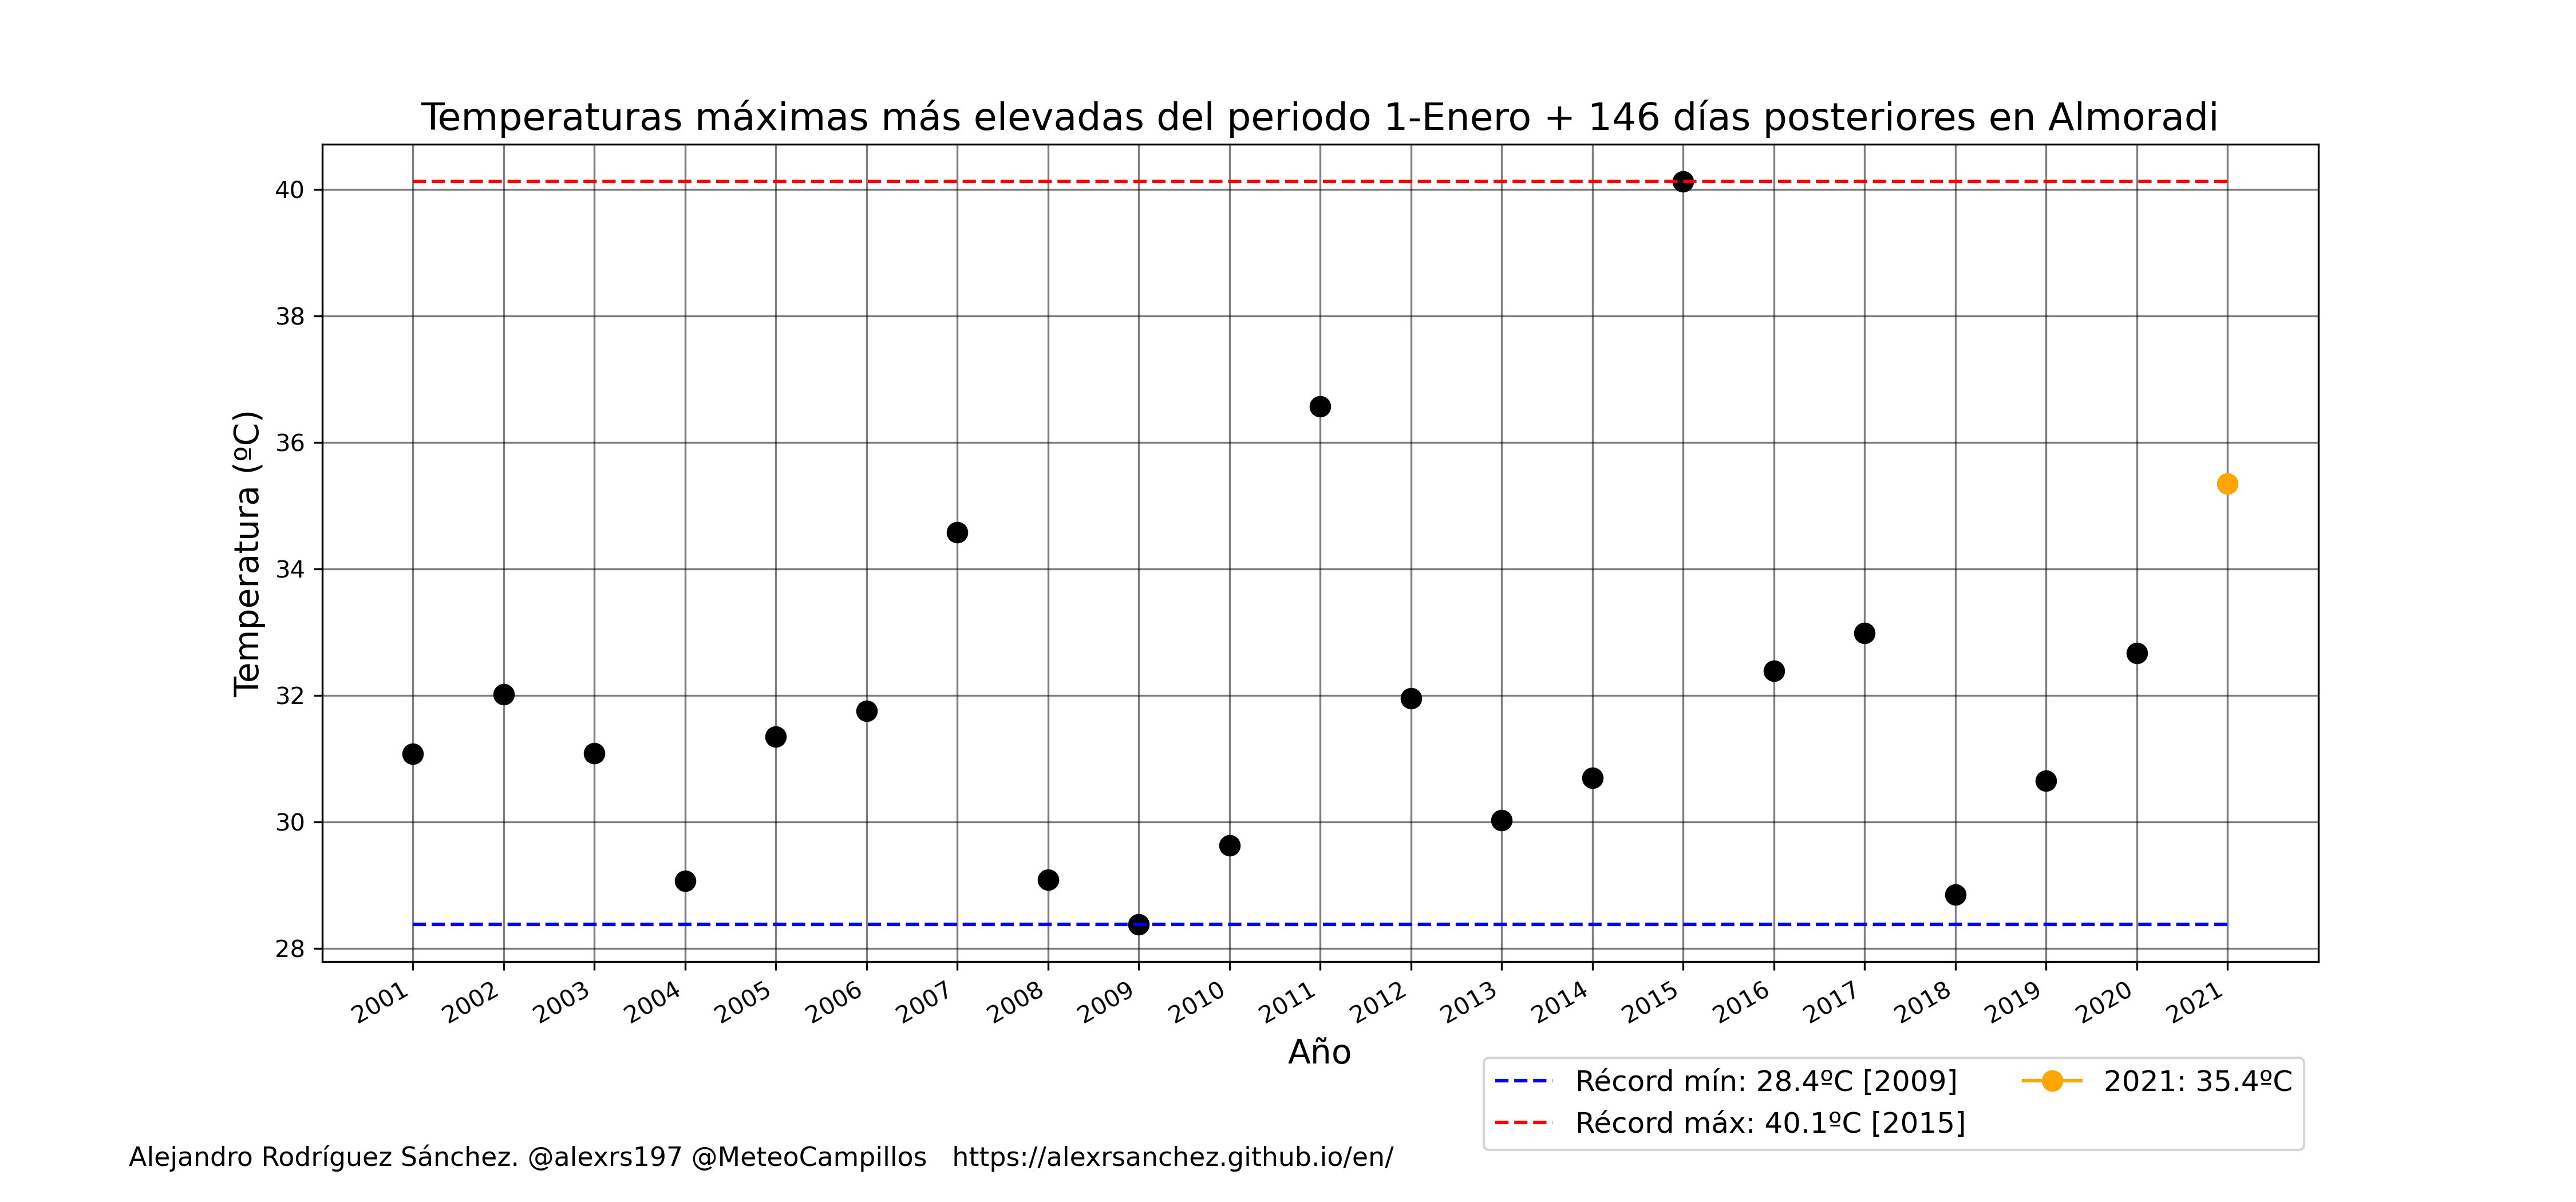 Temperaturas máximas más elevadas del periodo 1-Enero + 146 días posteriores en Almoradi
Temperatura (ºC)
40
38
36
34
32
30
28
2001 2002 2003 2004 2005 2006 2007 2008 2009 2010 2011 2012 2013 2014 2015 2016 2017 2018 2019 2020 2021
Año
Récord mín: 28.4ºC [2009]
Récord máx: 40.1ºC [2015]
2021: 35.4ºC
Alejandro Rodríguez Sánchez. @alexrs197 @MeteoCampillos https://alexrsanchez.github.io/en/